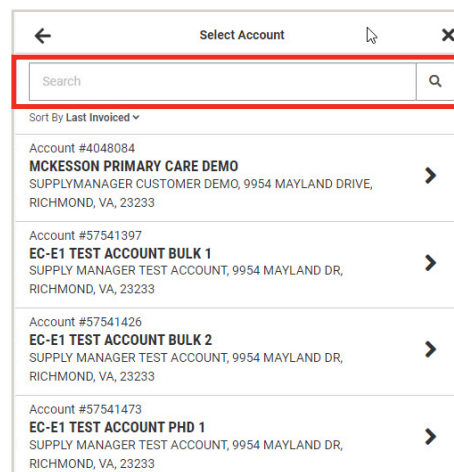 Select Account
Search
Sort By Last Invoiced
Account #4048084
MCKESSON PRIMARY CARE DEMO
SUPPLYMANAGER CUSTOMER DEMO, 9954 MAYLAND DRIVE,
RICHMOND, VA, 23233
Account #57541397
EC-E1 TEST ACCOUNT BULK 1
SUPPLY MANAGER TEST ACCOUNT, 9954 MAYLAND DR,
RICHMOND, VA, 23233
Account #57541426
EC-E1 TEST ACCOUNT BULK 2
SUPPLY MANAGER TEST ACCOUNT, 9954 MAYLAND DR,
RICHMOND, VA, 23233
Account #57541473
EC-E1 TEST ACCOUNT PHD 1
SUPPLY MANAGER TEST ACCOUNT, 9954 MAYLAND DR,
RICHMOND, VA, 23233